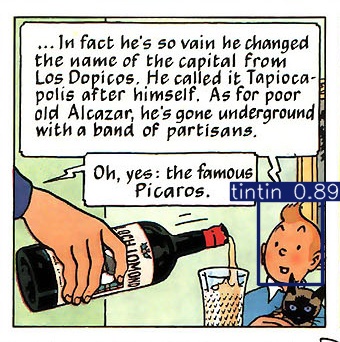 ... In fact he's so vain he changed
the name of the capital from
Los Dopicos. He called it Tapioca-
polis after himself. As for poor
old Alcazar, he's gone underground
with a band of partisans.
Oh, yes: the famous
Picaros.
tintin 0.89